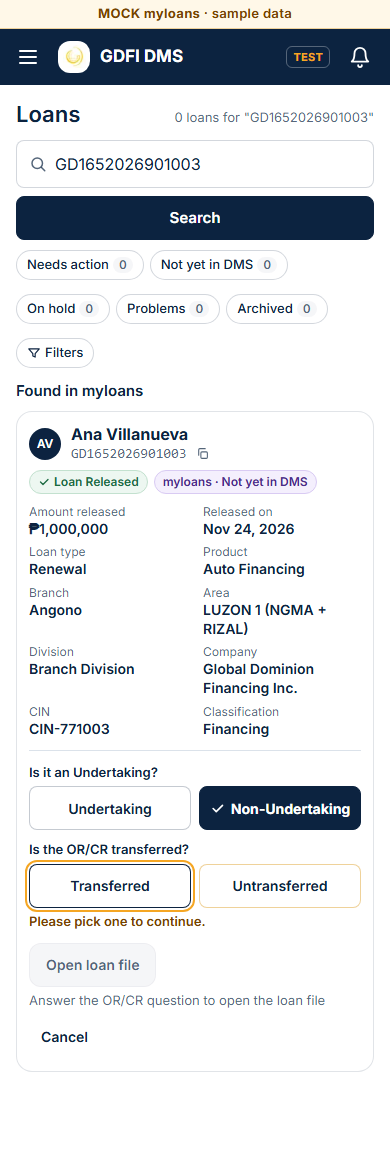 MOCK myloans · sample data
GDFI DMS
TEST
Loans
0 loans for "GD1652026901003"
GD1652026901003
Search
Needs action 0
Not yet in DMS 0
On hold 0
Problems 0
Archived 0
Filters
Found in myloans
AV
Ana Villanueva
GD1652026901003
Loan Released
myloans · Not yet in DMS
Amount released
₱1,000,000
Released on
Nov 24, 2026
Loan type
Renewal
Product
Auto Financing
Branch
Angono
Area
LUZON 1 (NGMA +
RIZAL)
Division
Branch Division
Company
Global Dominion
Financing Inc.
CIN
CIN-771003
Classification
Financing
Is it an Undertaking?
Undertaking
Non-Undertaking
Is the OR/CR transferred?
Transferred
Untransferred
Please pick one to continue.
Open loan file
Answer the OR/CR question to open the loan file
Cancel